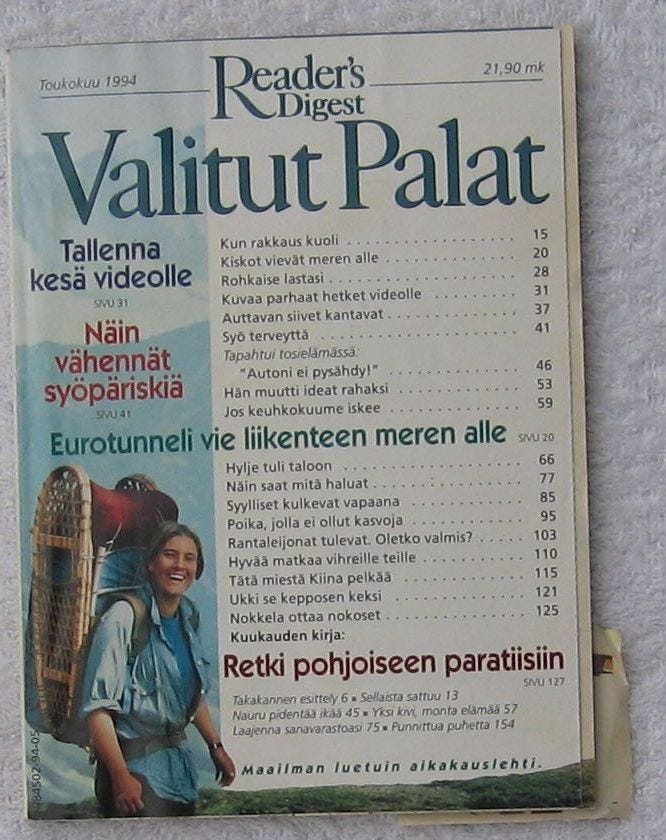 Toukokuu 1994
Reader's Digest
21,90 mk
Valitut Palat
Tallenna
kesä videolle
SIVU 31
Näin
vähennät
syöpäriskiä
SIVU 41
Kun rakkaus kuoli . . . . . . . . . . . . . . . . . . 15
Kiskot vievät meren alle . . . . . . . . . . . . . . 20
Rohkaise lastasi . . . . . . . . . . . . . . . . . . . . 28
Kuvaa parhaat hetket videolle . . . . . . . . . 31
Auttavan siivet kantavat . . . . . . . . . . . . . . 37
Syö terveyttä . . . . . . . . . . . . . . . . . . . . . . 41
Tapahtui tosielämässä:
"Autoni ei pysähdy!" . . . . . . . . . . . . . . 46
Hän muutti ideat rahaksi . . . . . . . . . . . . . 53
Jos keuhkokuume iskee . . . . . . . . . . . . . . 59
Eurotunneli vie liikenteen meren alle SIVU 20
Hylje tuli taloon . . . . . . . . . . . . . . . . . . . 66
Näin saat mitä haluat . . . . . . . . . . . . . . . . 77
Syylliset kulkevat vapaana . . . . . . . . . . . . 85
Poika, jolla ei ollut kasvoja . . . . . . . . . . . . 95
Rantaleijonat tulevat. Oletko valmis? . . . . . 103
Hyvää matkaa vihreille teille . . . . . . . . . . 110
Tätä miestä Kiina pelkää . . . . . . . . . . . . . 115
Ukki se kepposen keksi . . . . . . . . . . . . . . 121
Nokkela ottaa nokoset . . . . . . . . . . . . . . . 125
Kuukauden kirja:
Retki pohjoiseen paratiisiin
SIVU 127
Takakannen esittely 6 ▪ Sellaista sattuu 13
Nauru pidentää ikää 45 ▪ Yksi kivi, monta elämää 57
Laajenna sanavarastoasi 75 ▪ Punnittua puhetta 154
Maailman luetuin aikakauslehti.
484502-94-05